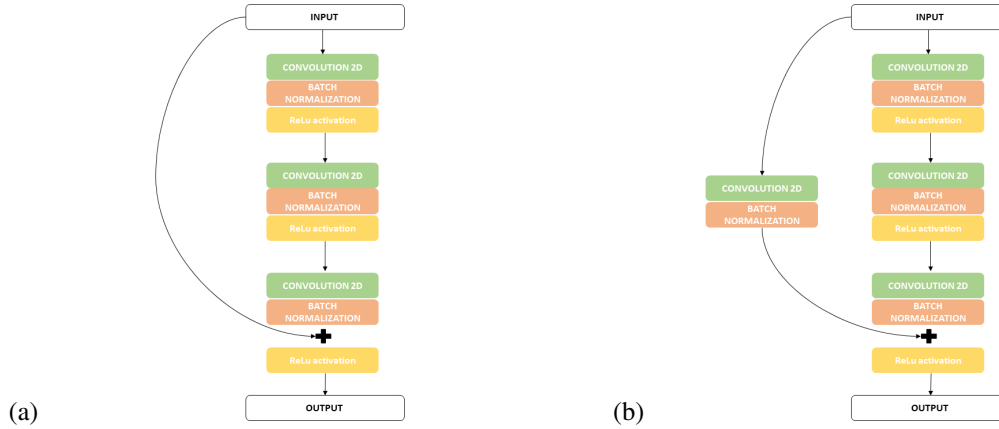 INPUT
CONVOLUTION 2D
BATCH
NORMALIZATION
ReLu activation
CONVOLUTION 2D
BATCH
NORMALIZATION
ReLu activation
CONVOLUTION 2D
BATCH
NORMALIZATION
ReLu activation
OUTPUT
(a)
INPUT
CONVOLUTION 2D
BATCH
NORMALIZATION
ReLu activation
CONVOLUTION 2D
BATCH
NORMALIZATION
CONVOLUTION 2D
BATCH
NORMALIZATION
ReLu activation
CONVOLUTION 2D
BATCH
NORMALIZATION
ReLu activation
OUTPUT
(b)